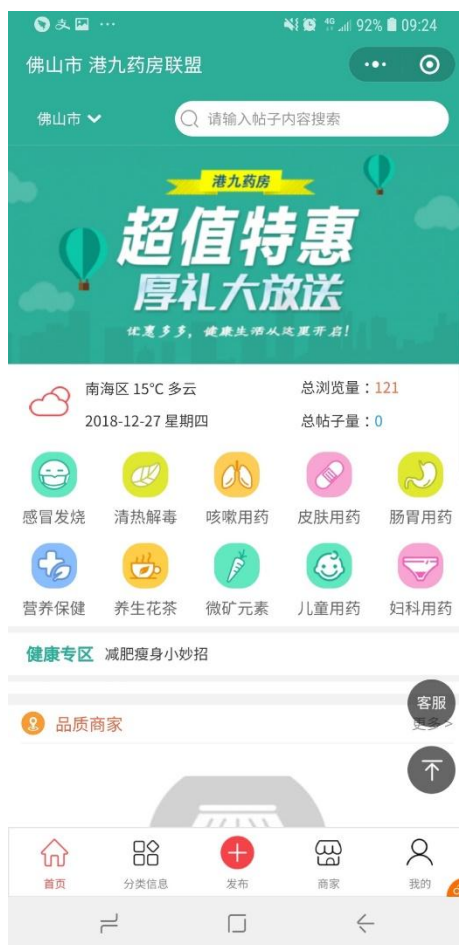 支 ··· 4G 92% 09:24
佛山市 港九药房联盟
佛山市 请输入帖子内容搜索
港九药房
超值特惠
厚礼大放送
优惠多多，健康生活从这里开启！
南海区 15℃ 多云 总浏览量：121
2018-12-27 星期四 总帖子量：0
感冒发烧 清热解毒 咳嗽用药 皮肤用药 肠胃用药
营养保健 养生花茶 微矿元素 儿童用药 妇科用药
健康专区 减肥瘦身小妙招
客服
品质商家 更多 >
首页 分类信息 发布 商家 我的